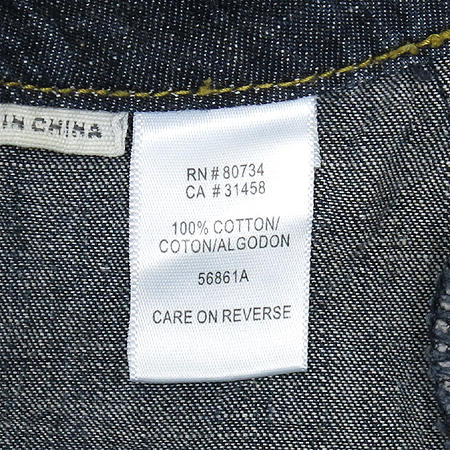 IN CHINA
RN # 80734
CA # 31458
100% COTTON/
COTON/ALGODON
56861A
CARE ON REVERSE